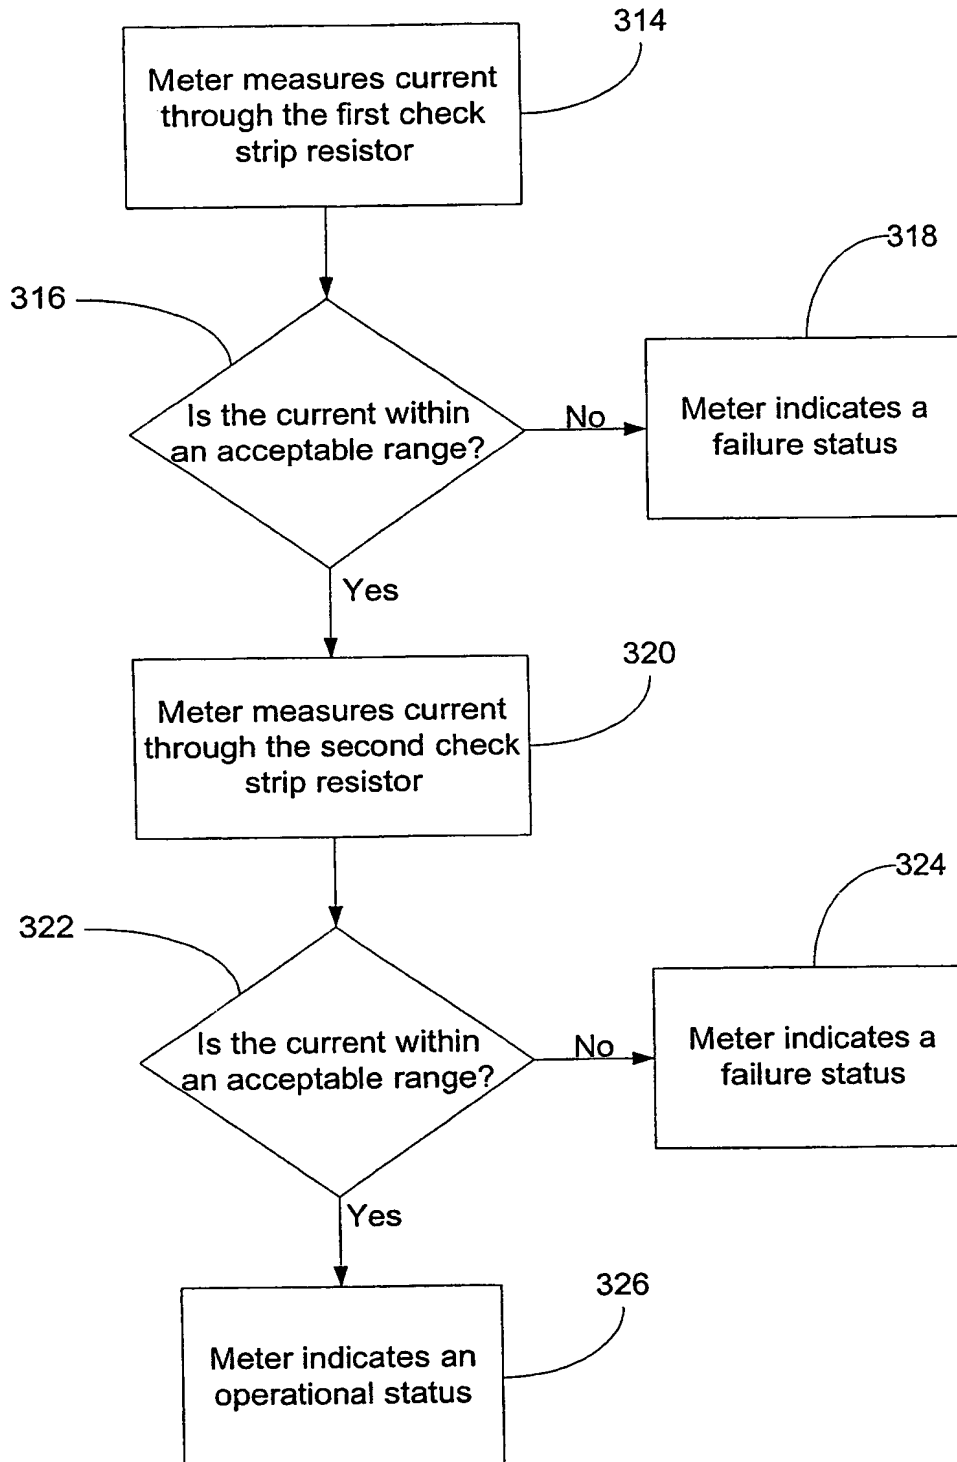 314
Meter measures current
through the first check
strip resistor
318
316
Is the current within
an acceptable range?
No
Meter indicates a
failure status
Yes
320
Meter measures current
through the second check
strip resistor
324
322
Is the current within
an acceptable range?
No
Meter indicates a
failure status
Yes
326
Meter indicates an
operational status